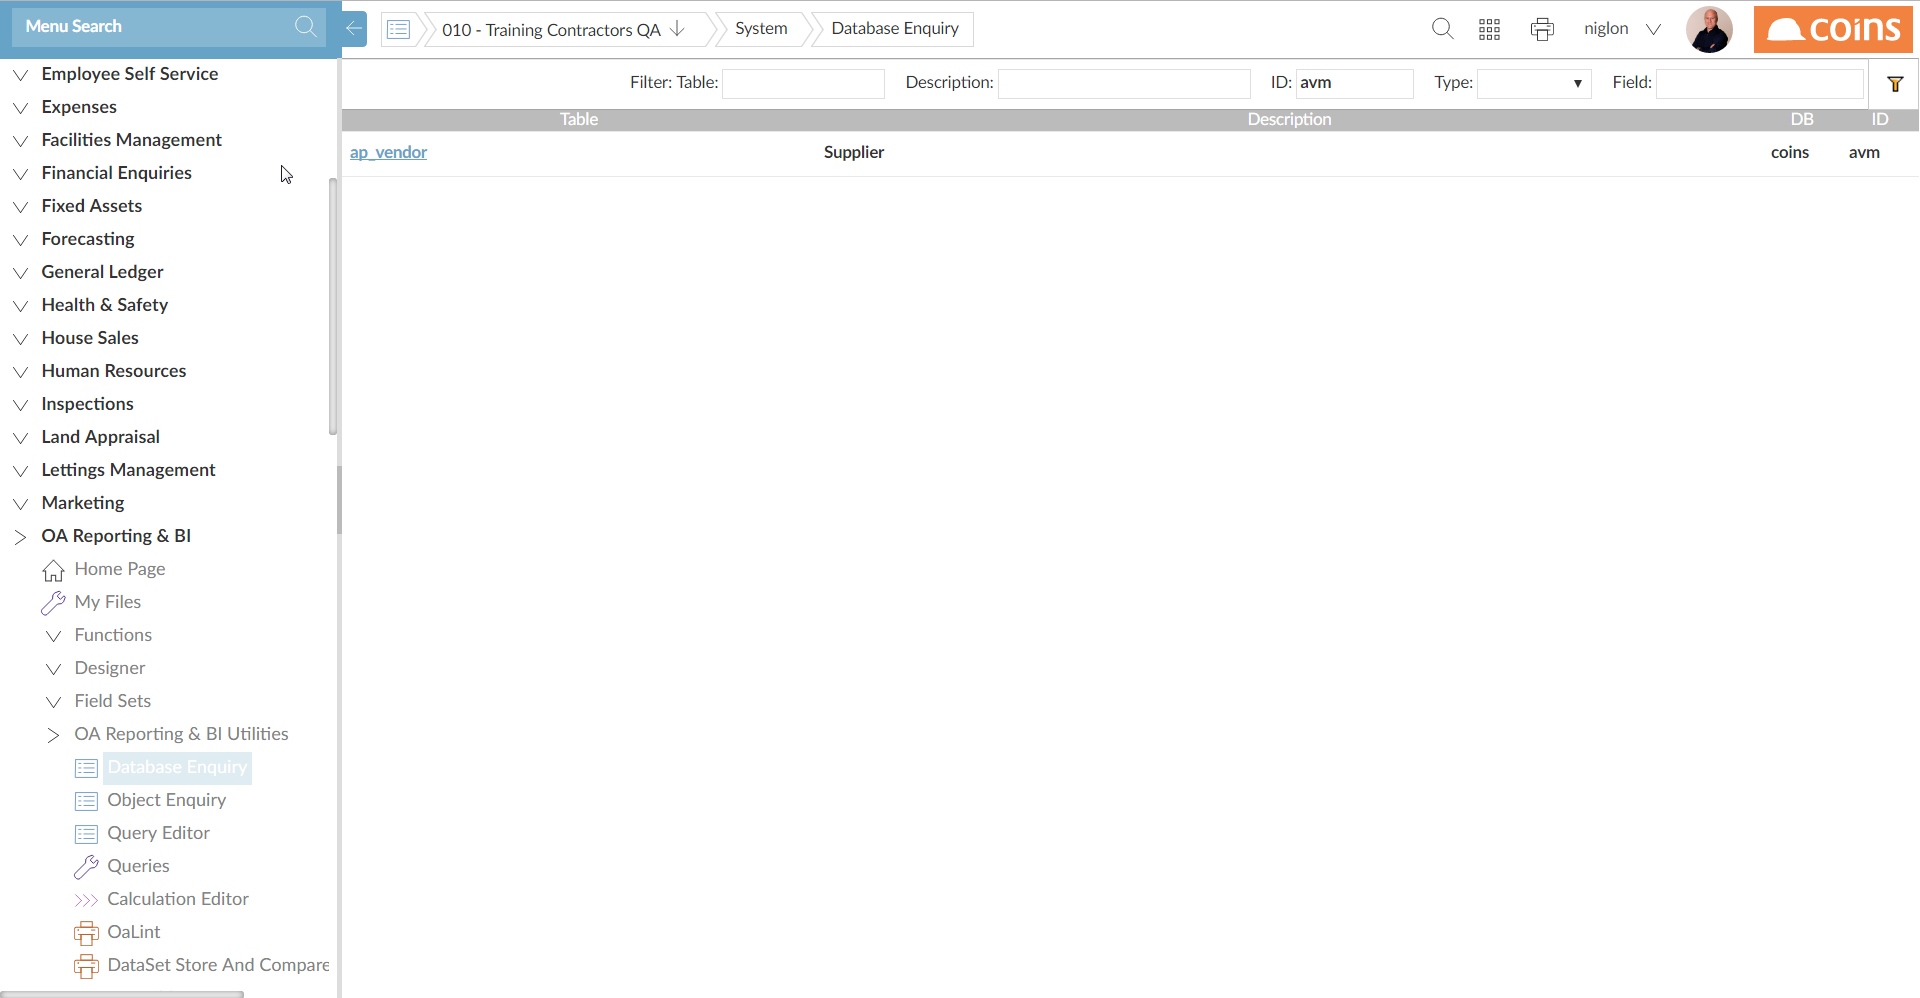 Menu Search
010 - Training Contractors QA
System
Database Enquiry
niglon
coins
Employee Self Service
Expenses
Facilities Management
Financial Enquiries
Fixed Assets
Forecasting
General Ledger
Health & Safety
House Sales
Human Resources
Inspections
Land Appraisal
Lettings Management
Marketing
OA Reporting & BI
Home Page
My Files
Functions
Designer
Field Sets
OA Reporting & BI Utilities
Database Enquiry
Object Enquiry
Query Editor
Queries
Calculation Editor
OaLint
DataSet Store And Compare
Filter: Table: Description: ID: avm Type: Field:
Table Description DB ID
ap_vendor Supplier coins avm